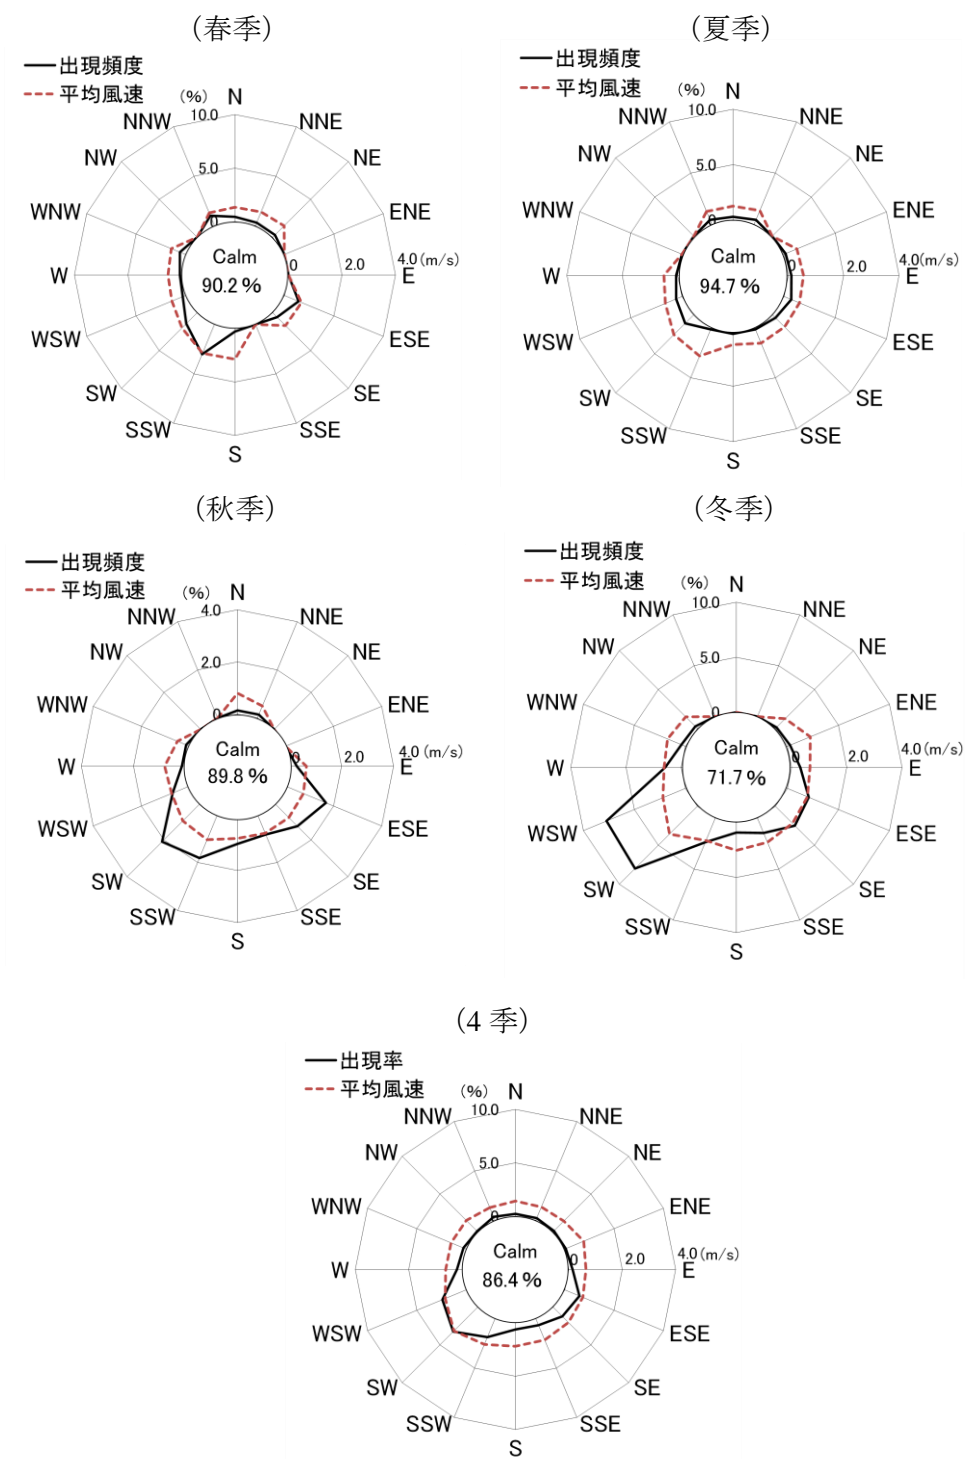 (春季)
出現頻度
平均風速
(%)
N
NNE
NE
ENE
E
ESE
SE
SSE
S
SSW
SW
WSW
W
WNW
NW
NNW
10.0
5.0
0
0
2.0
4.0(m/s)
Calm
90.2 %
(夏季)
出現頻度
平均風速
(%)
N
NNE
NE
ENE
E
ESE
SE
SSE
S
SSW
SW
WSW
W
WNW
NW
NNW
10.0
5.0
0
0
2.0
4.0(m/s)
Calm
94.7 %
(秋季)
出現頻度
平均風速
(%)
N
NNE
NE
ENE
E
ESE
SE
SSE
S
SSW
SW
WSW
W
WNW
NW
NNW
4.0
2.0
0
0
2.0
4.0(m/s)
Calm
89.8 %
(冬季)
出現頻度
平均風速
(%)
N
NNE
NE
ENE
E
ESE
SE
SSE
S
SSW
SW
WSW
W
WNW
NW
NNW
10.0
5.0
0
0
2.0
4.0(m/s)
Calm
71.7 %
(4 季)
出現率
平均風速
(%)
N
NNE
NE
ENE
E
ESE
SE
SSE
S
SSW
SW
WSW
W
WNW
NW
NNW
10.0
5.0
0
0
2.0
4.0(m/s)
Calm
86.4 %